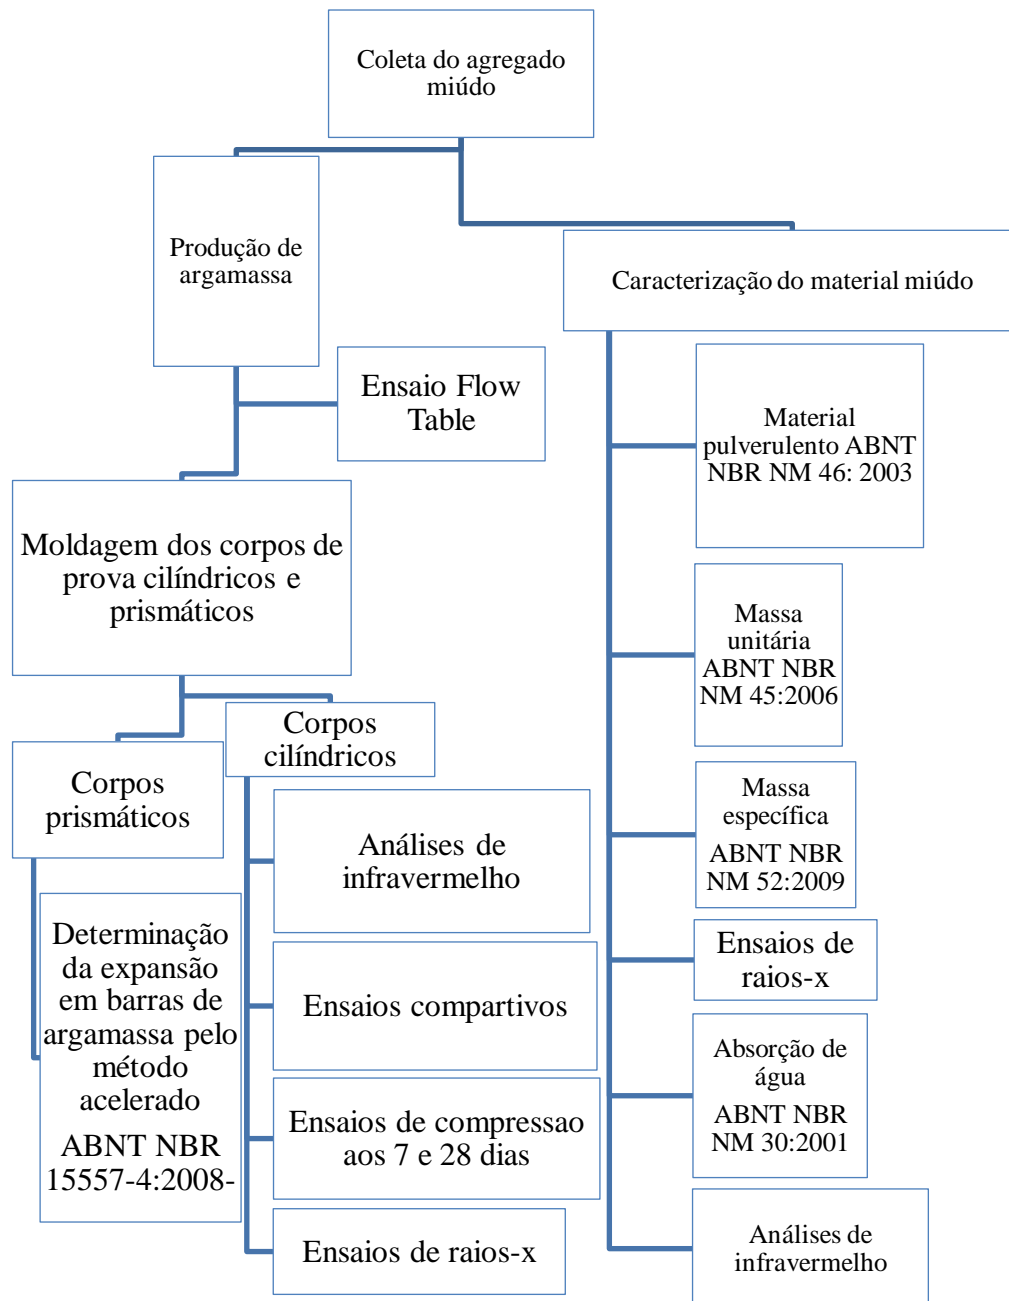 Coleta do agregado
miúdo
Produção de
argamassa
Caracterização do material miúdo
Ensaio Flow
Table
Material
pulverulento ABNT
NBR NM 46: 2003
Moldagem dos corpos de
prova cilíndricos e
prismáticos
Massa
unitária
ABNT NBR
NM 45:2006
Corpos
cilíndricos
Corpos
prismáticos
Massa
específica
ABNT NBR
NM 52:2009
Análises de
infravermelho
Determinação
da expansão
em barras de
argamassa pelo
método
acelerado
ABNT NBR
15557-4:2008-
Ensaios de
raios-x
Ensaios compartivos
Absorção de
água
ABNT NBR
NM 30:2001
Ensaios de compressao
aos 7 e 28 dias
Ensaios de raios-x
Análises de
infravermelho